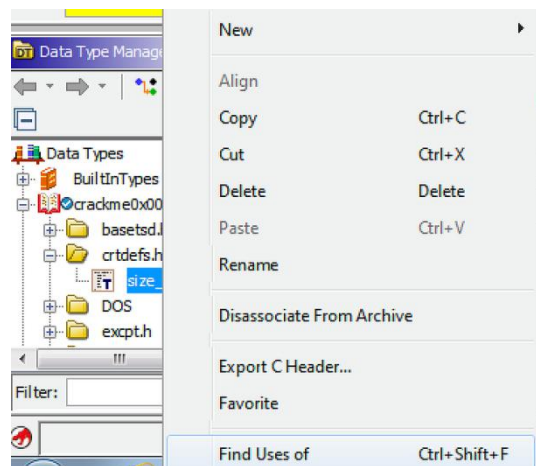 New
DT Data Type Manage
Align
Copy Ctrl+C
Cut Ctrl+X
Delete Delete
Paste Ctrl+V
Rename
Disassociate From Archive
Export C Header...
Favorite
Find Uses of Ctrl+Shift+F
Data Types
BuiltInTypes
crackme0x00
basetsd.
crtdefs.h
T size_
DOS
excpt.h
Filter: